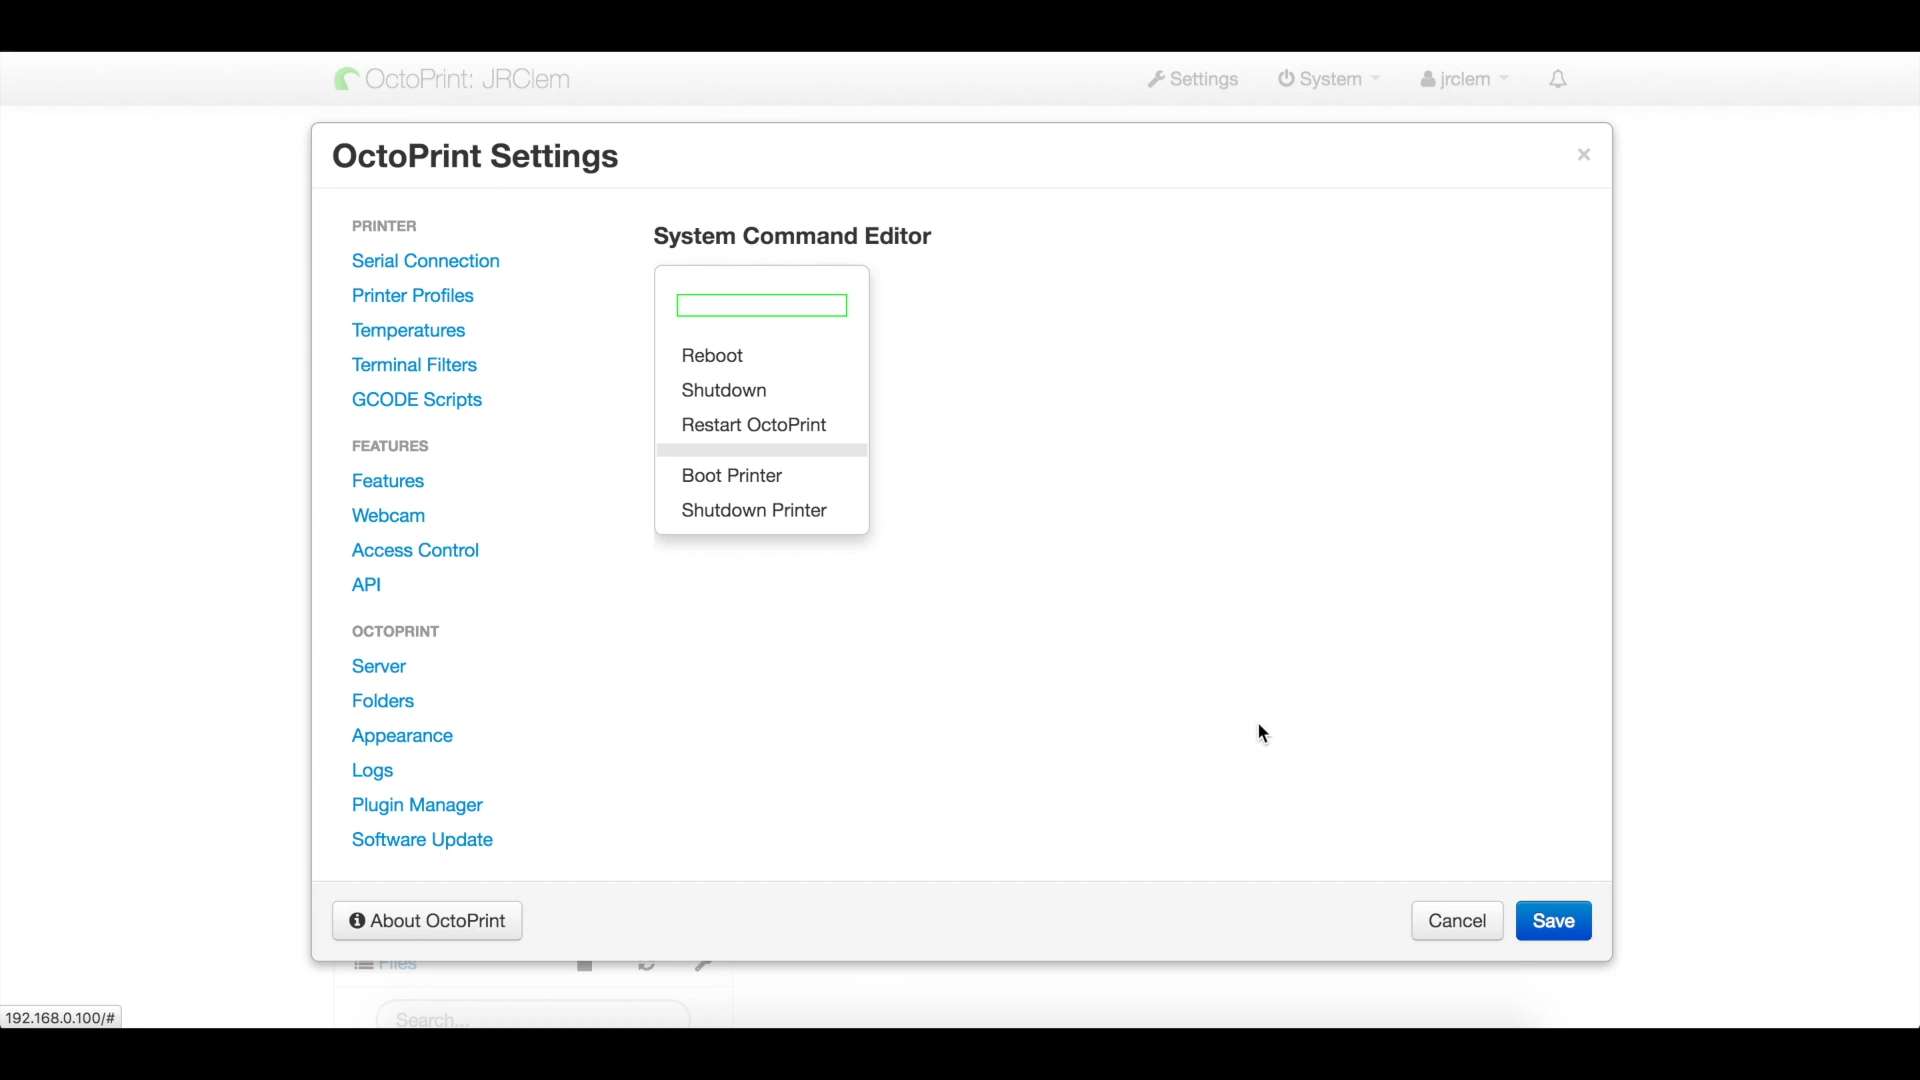 OctoPrint: JRClem
Settings
System
jrclem
OctoPrint Settings
×
PRINTER
Serial Connection
Printer Profiles
Temperatures
Terminal Filters
GCODE Scripts
FEATURES
Features
Webcam
Access Control
API
OCTOPRINT
Server
Folders
Appearance
Logs
Plugin Manager
Software Update
System Command Editor
Reboot
Shutdown
Restart OctoPrint
Boot Printer
Shutdown Printer
About OctoPrint
Cancel
Save
Files
Search...
192.168.0.100/#